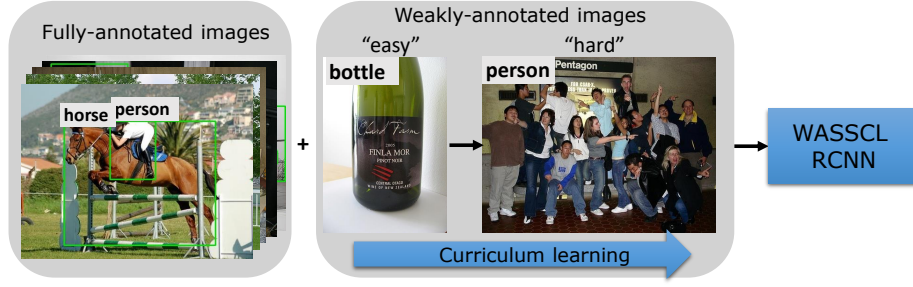 Fully-annotated images
horse
person
+
Weakly-annotated images
"easy"
"hard"
bottle
person
FINLA MOR
PINOT NOIR
Pentagon
Curriculum learning
WASSCL
RCNN